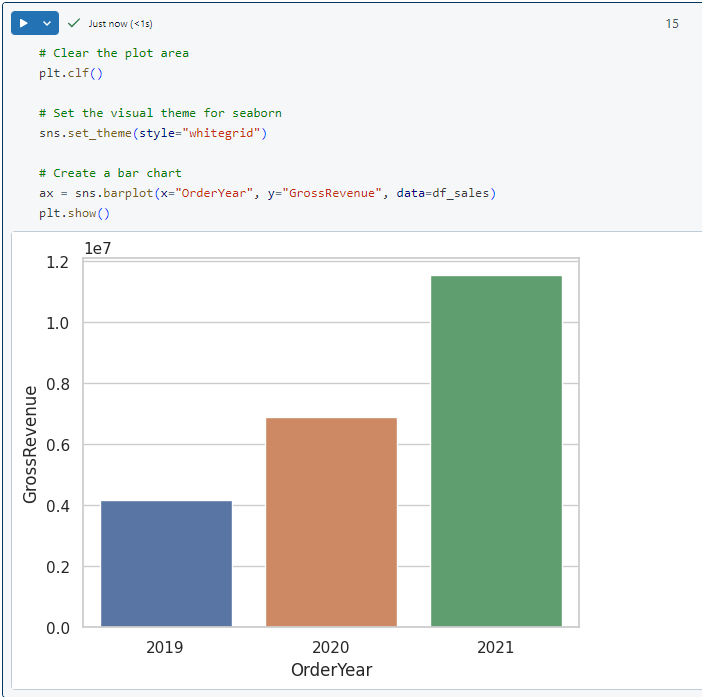 Just now (<1s)
15
# Clear the plot area
plt.clf()
# Set the visual theme for seaborn
sns.set_theme(style="whitegrid")
# Create a bar chart
ax = sns.barplot(x="OrderYear", y="GrossRevenue", data=df_sales)
plt.show()
1e7
1.2
1.0
0.8
0.6
0.4
0.2
0.0
GrossRevenue
2019
2020
2021
OrderYear